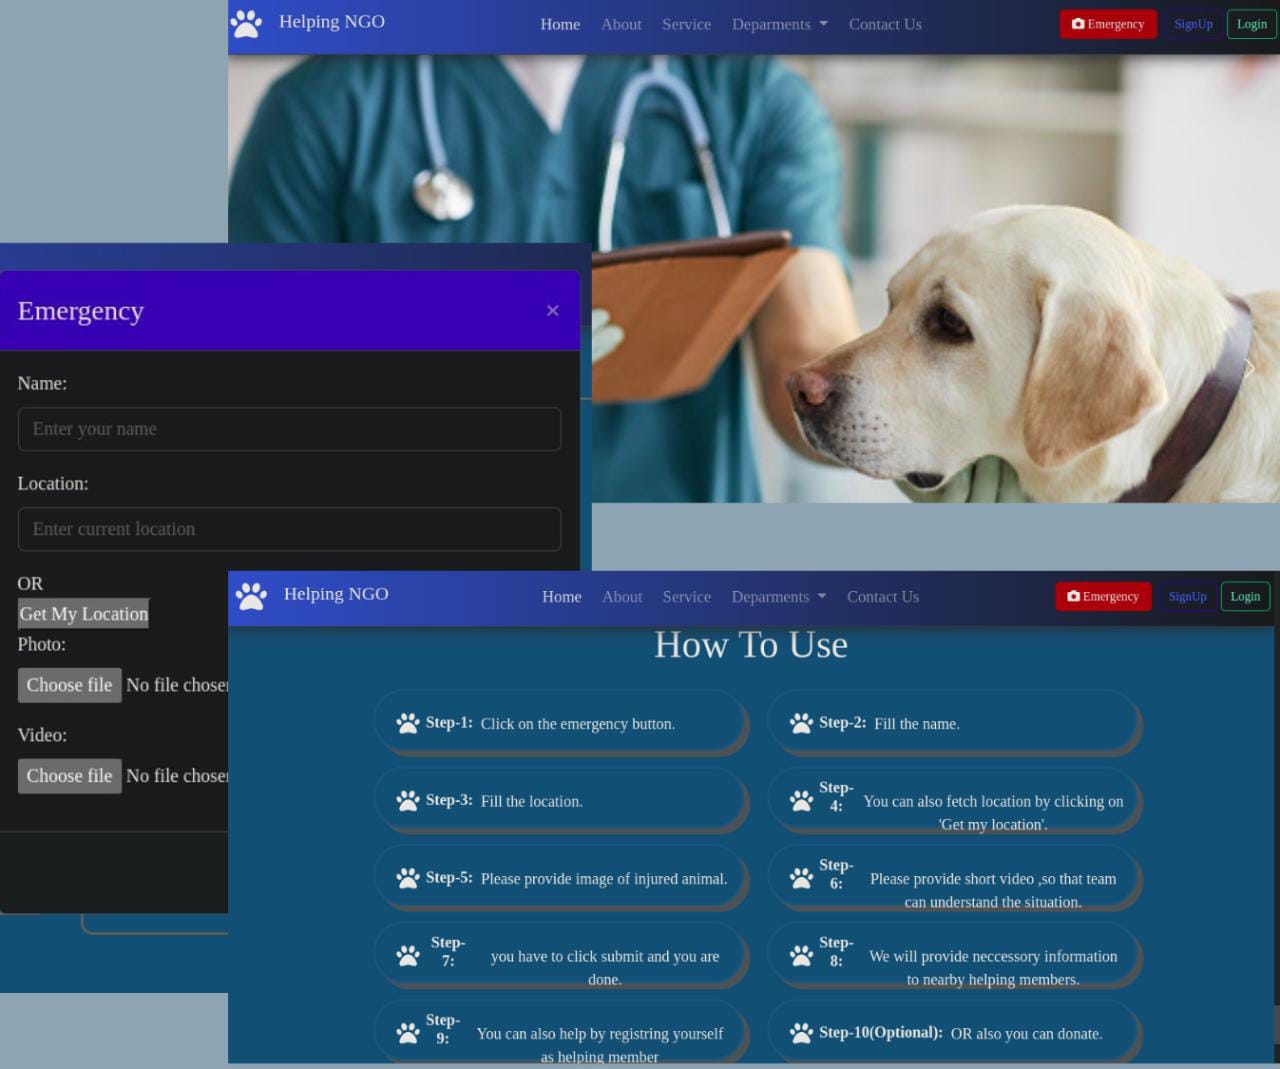 Helping NGO Home About Service Deparments Contact Us Emergency SignUp Login
Emergency ×
Name:
Enter your name
Location:
Enter current location
OR
Get My Location
Photo:
Choose file No file chosen
Video:
Choose file No file chosen
Helping NGO Home About Service Deparments Contact Us Emergency SignUp Login
How To Use
Step-1: Click on the emergency button.
Step-2: Fill the name.
Step-3: Fill the location.
Step-
4: You can also fetch location by clicking on
'Get my location'.
Step-5: Please provide image of injured animal.
Step-
6: Please provide short video ,so that team
can understand the situation.
Step-
7: you have to click submit and you are
done.
Step-
8: We will provide neccessory information
to nearby helping members.
Step-
9: You can also help by registring yourself
as helping member
Step-10(Optional): OR also you can donate.